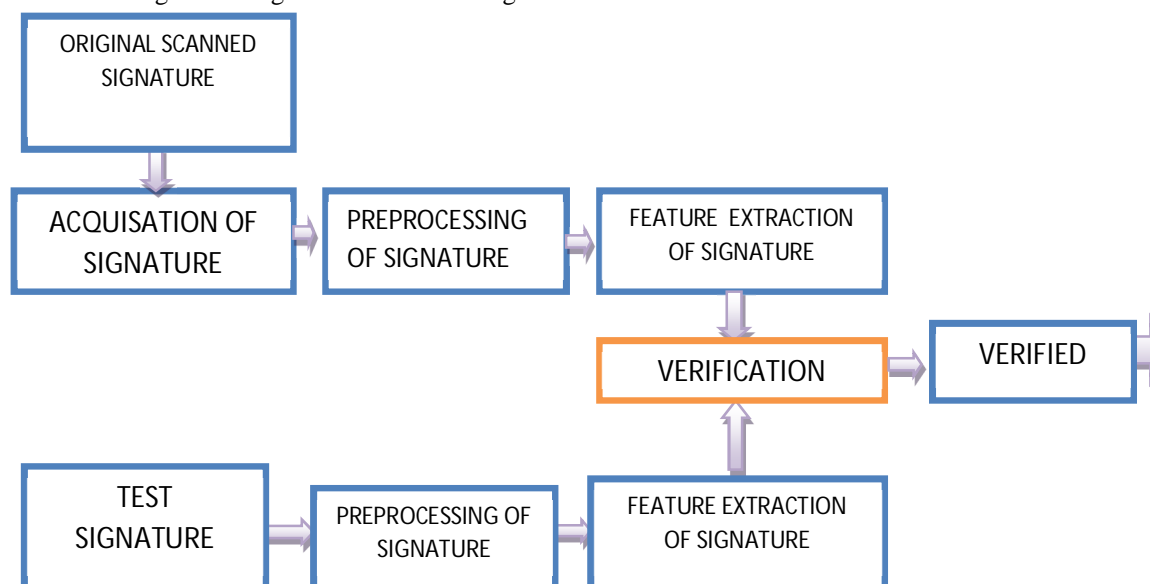 ORIGINAL SCANNED
SIGNATURE
ACQUISATION OF
SIGNATURE
PREPROCESSING
OF SIGNATURE
FEATURE EXTRACTION
OF SIGNATURE
VERIFICATION
VERIFIED
TEST
SIGNATURE
PREPROCESSING OF
SIGNATURE
FEATURE EXTRACTION
OF SIGNATURE